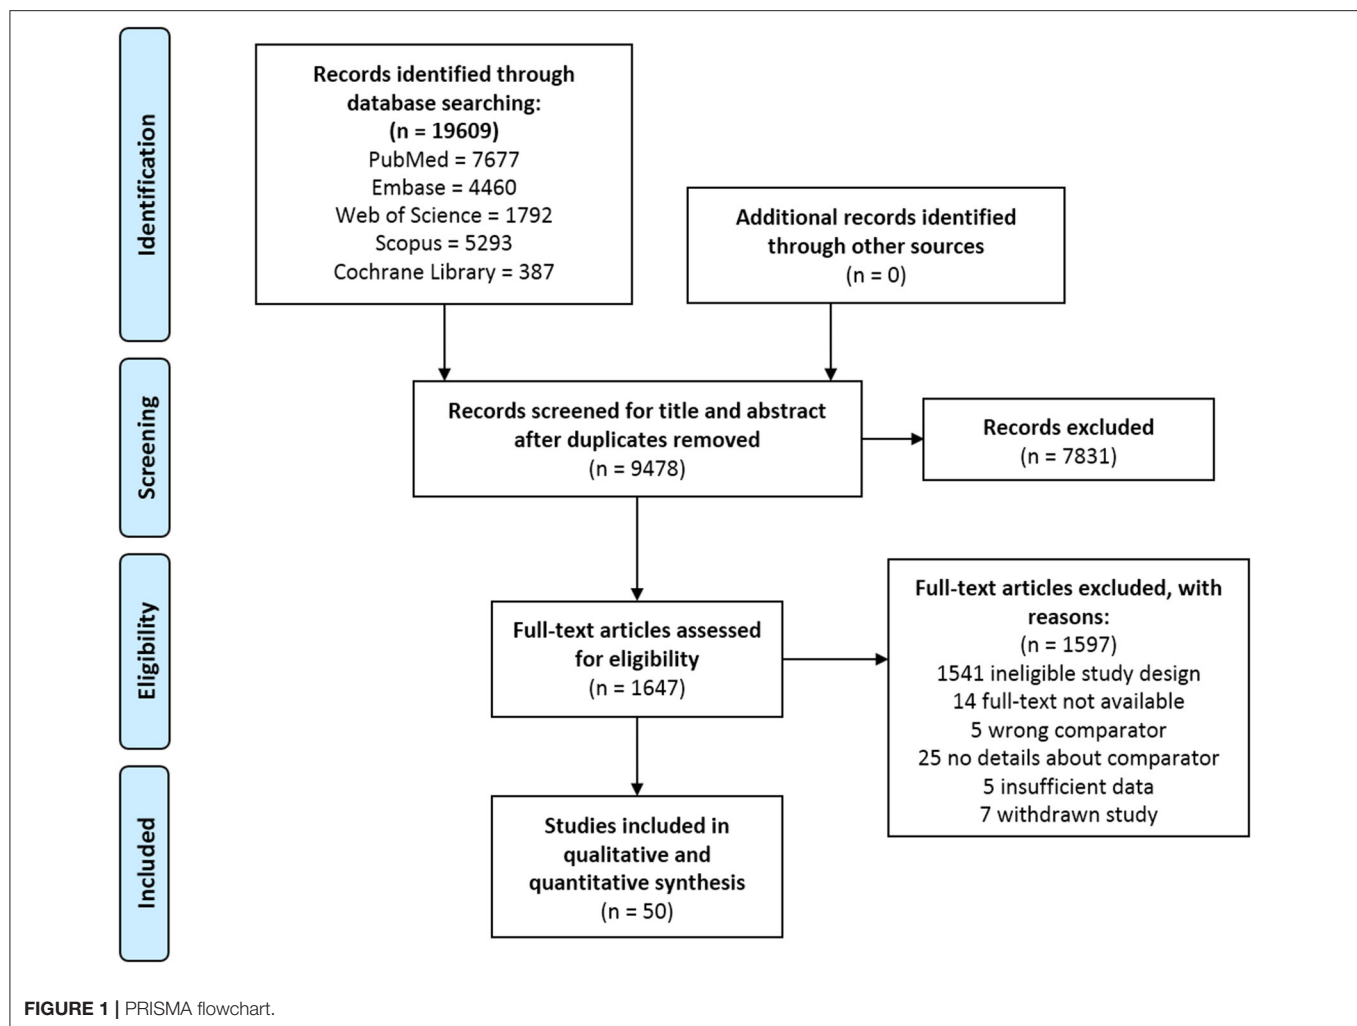 Identification
Records identified through
database searching:
(n = 19609)
PubMed = 7677
Embase = 4460
Web of Science = 1792
Scopus = 5293
Cochrane Library = 387
Additional records identified
through other sources
(n = 0)
Screening
Records screened for title and abstract
after duplicates removed
(n = 9478)
Records excluded
(n = 7831)
Eligibility
Full-text articles assessed
for eligibility
(n = 1647)
Full-text articles excluded, with
reasons:
(n = 1597)
1541 ineligible study design
14 full-text not available
5 wrong comparator
25 no details about comparator
5 insufficient data
7 withdrawn study
Included
Studies included in
qualitative and
quantitative synthesis
(n = 50)
FIGURE 1 | PRISMA flowchart.